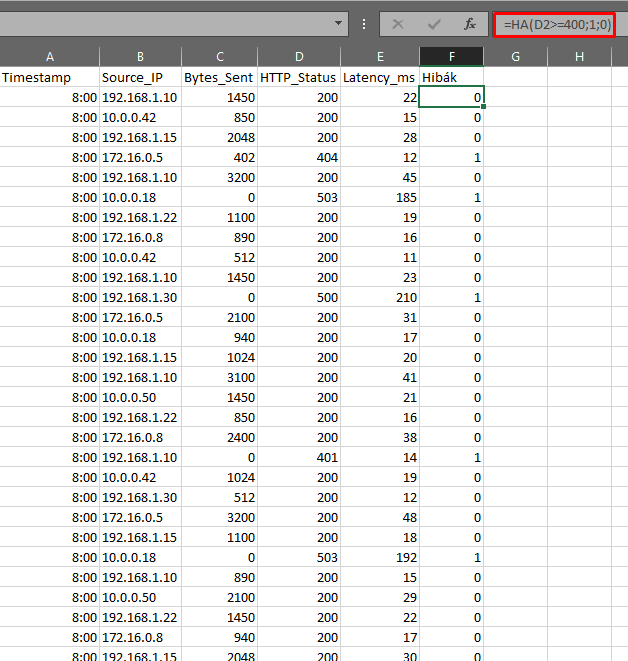 =HA(D2>=400;1;0)
A B C D E F G H
Timestamp Source_IP Bytes_Sent HTTP_Status Latency_ms Hibák
8:00 192.168.1.10 1450 200 22 0
8:00 10.0.0.42 850 200 15 0
8:00 192.168.1.15 2048 200 28 0
8:00 172.16.0.5 402 404 12 1
8:00 192.168.1.10 3200 200 45 0
8:00 10.0.0.18 0 503 185 1
8:00 192.168.1.22 1100 200 19 0
8:00 172.16.0.8 890 200 16 0
8:00 10.0.0.42 512 200 11 0
8:00 192.168.1.10 1450 200 23 0
8:00 192.168.1.30 0 500 210 1
8:00 172.16.0.5 2100 200 31 0
8:00 10.0.0.18 940 200 17 0
8:00 192.168.1.15 1024 200 20 0
8:00 192.168.1.10 3100 200 41 0
8:00 10.0.0.50 1450 200 21 0
8:00 192.168.1.22 850 200 16 0
8:00 172.16.0.8 2400 200 38 0
8:00 192.168.1.10 0 401 14 1
8:00 10.0.0.42 1024 200 19 0
8:00 192.168.1.30 512 200 12 0
8:00 172.16.0.5 3200 200 48 0
8:00 192.168.1.15 1100 200 18 0
8:00 10.0.0.18 0 503 192 1
8:00 192.168.1.10 890 200 15 0
8:00 10.0.0.50 2100 200 29 0
8:00 192.168.1.22 1450 200 22 0
8:00 172.16.0.8 940 200 17 0
8:00 192.168.1.15 2048 200 30 0